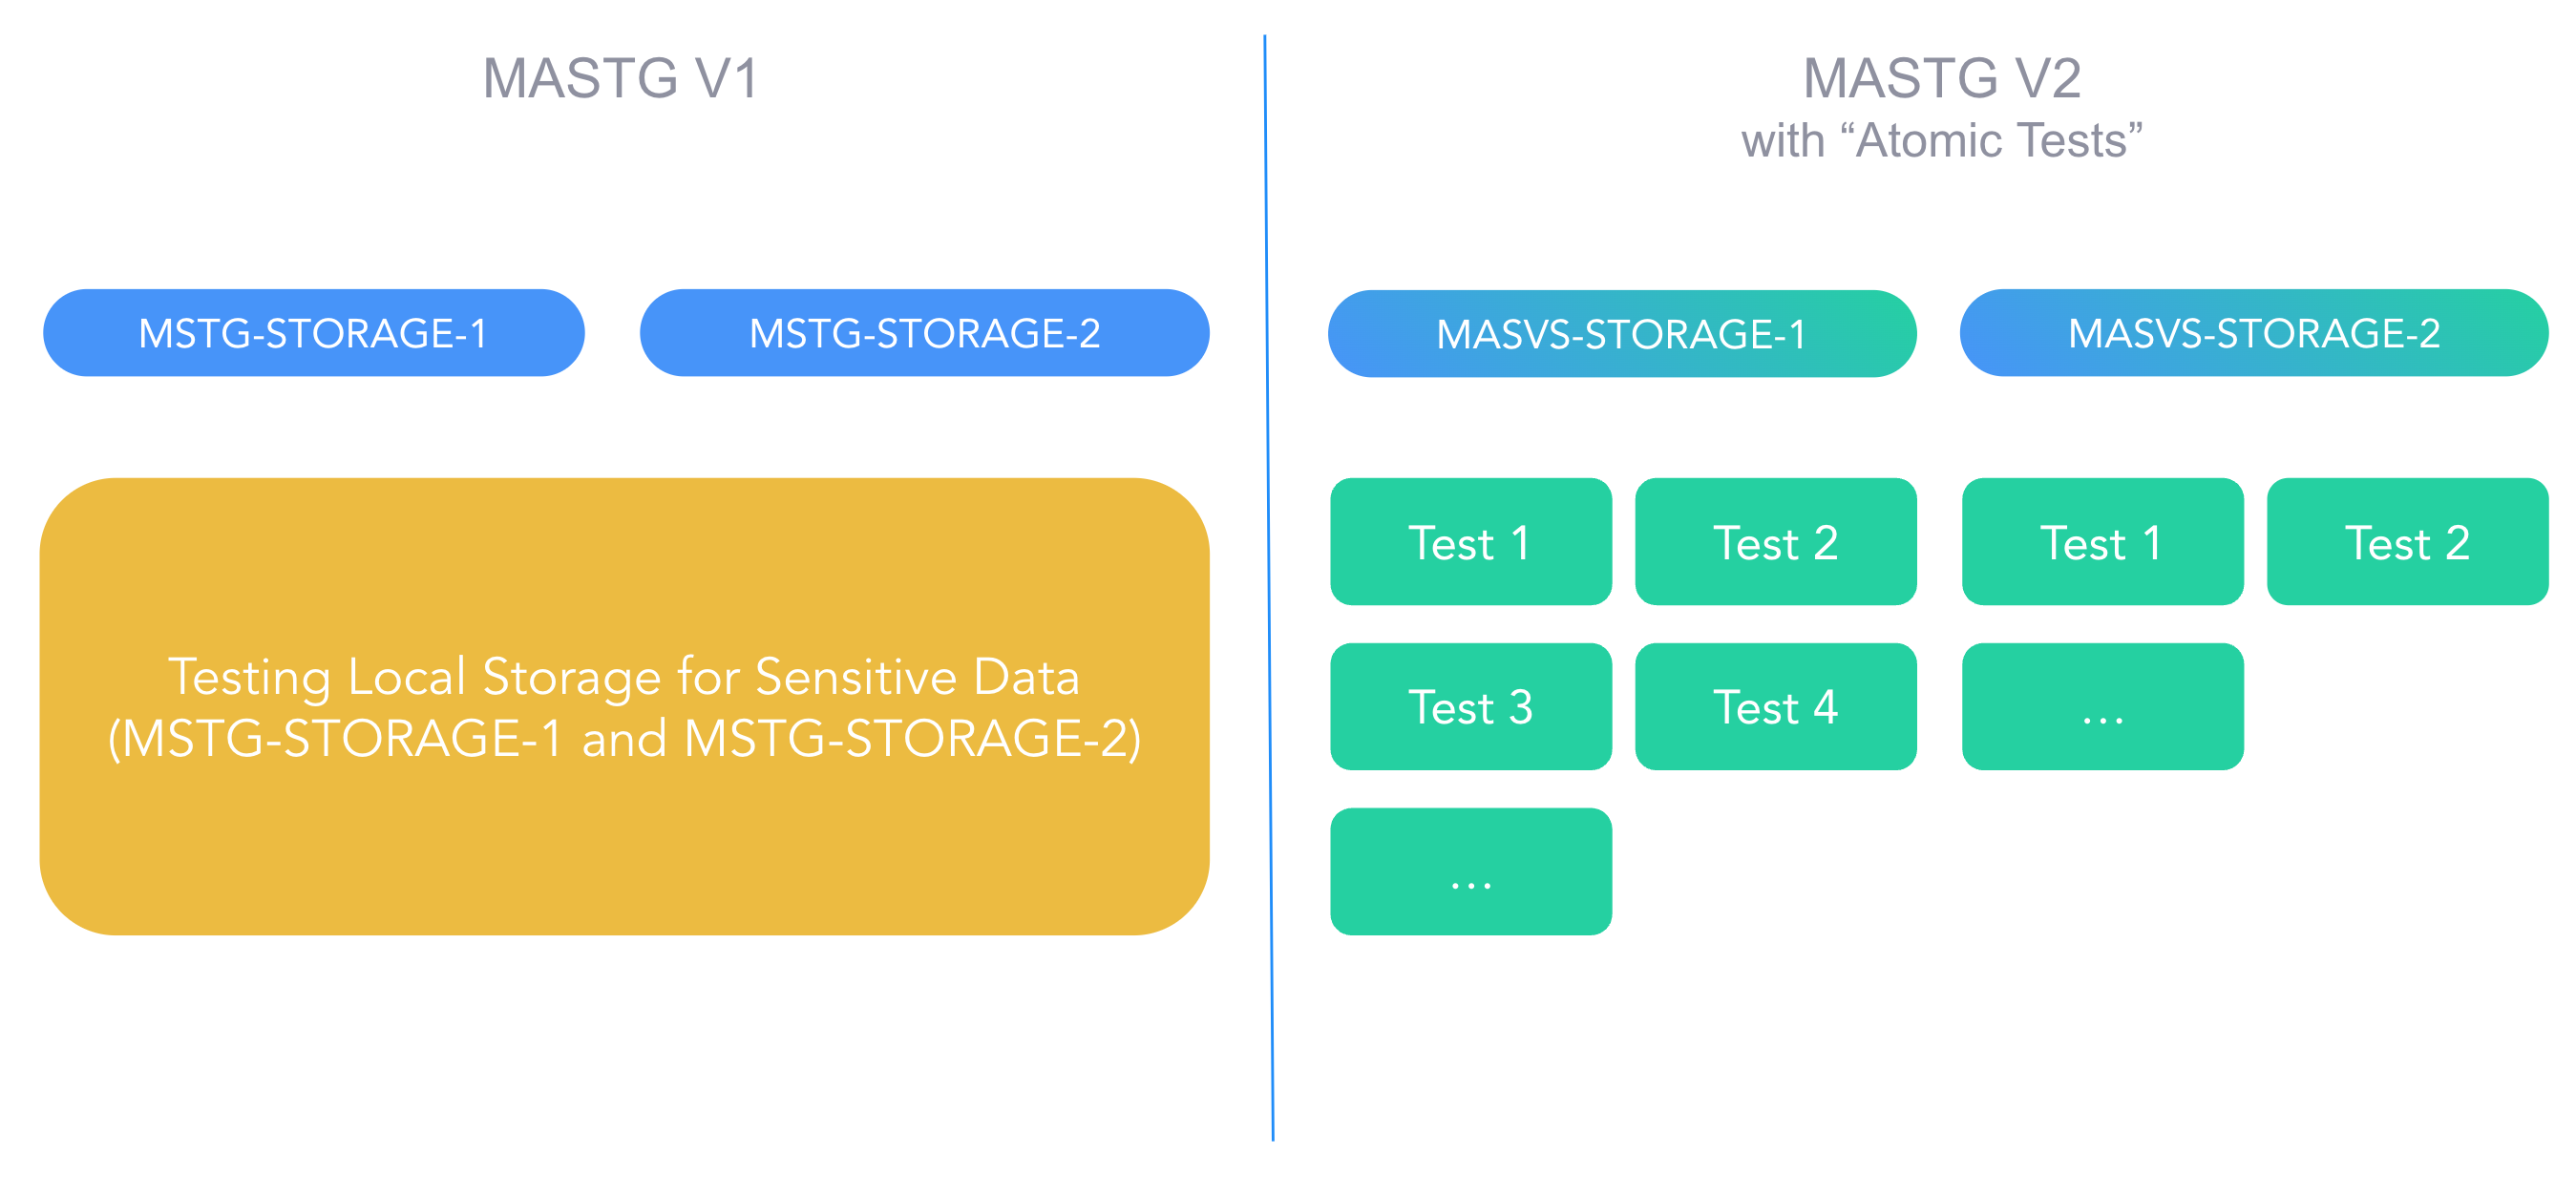 MASTG V1
MSTG-STORAGE-1
MSTG-STORAGE-2
Testing Local Storage for Sensitive Data
(MSTG-STORAGE-1 and MSTG-STORAGE-2)
MASTG V2
with “Atomic Tests”
MASVS-STORAGE-1
MASVS-STORAGE-2
Test 1
Test 2
Test 3
Test 4
...
Test 1
Test 2
...